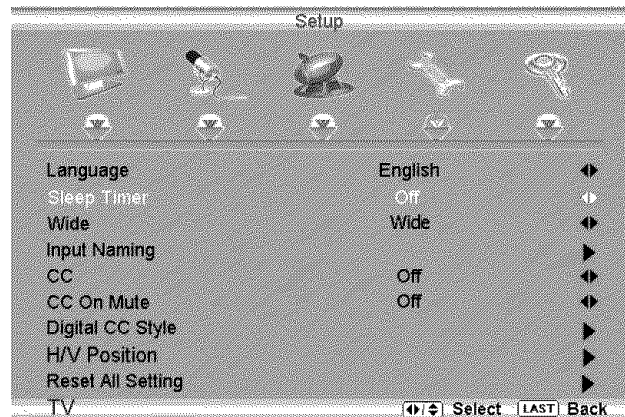 Setup
Language English
Sleep Timer Off
Wide Wide
Input Naming
CC Off
CC On Mute Off
Digital CC Style
H/V Position
Reset All Setting
TV Select LAST Back